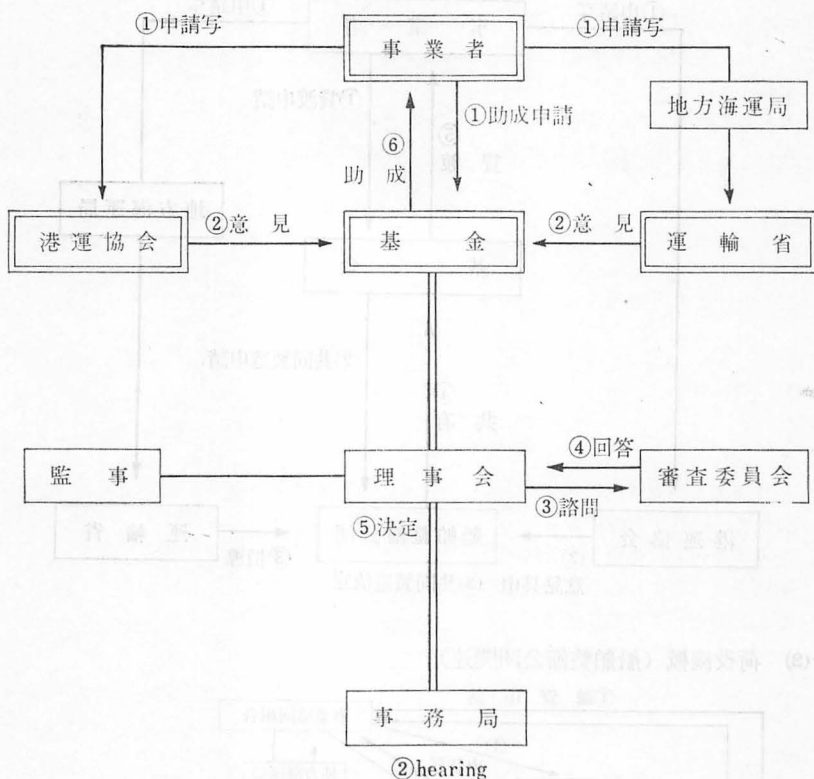 ①申請写
事業者
①申請写
地方海運局
①助成申請
⑥
助成
港運協会
②意見
基金
②意見
運輸省
監事
理事会
④回答
③諮問
審査委員会
⑤決定
事務局
②hearing